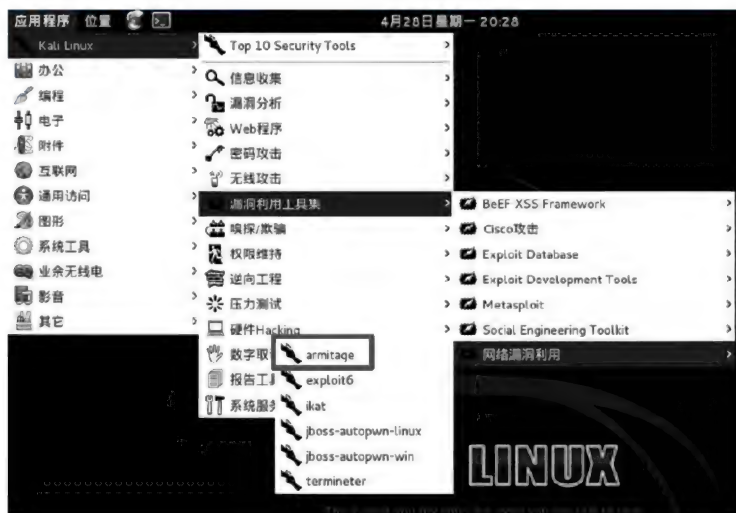 应用程序 位置 4月28日星期一 20:28
Kali Linux
办公
编程
电子
附件
互联网
通用访问
图形
系统工具
业余无线电
影音
其它
Top 10 Security Tools
信息收集
漏洞分析
Web程序
密码攻击
无线攻击
漏洞利用工具集
嗅探/欺骗
权限维持
逆向工程
压力测试
硬件Hacking
数字取
报告工
系统服务
BeEF XSS Framework
Cisco攻击
Exploit Database
Exploit Development Tools
Metasploit
Social Engineering Toolkit
网络漏洞利用
armitage
exploit6
ikat
jboss-autopwn-linux
jboss-autopwn-win
termineter
LINUX